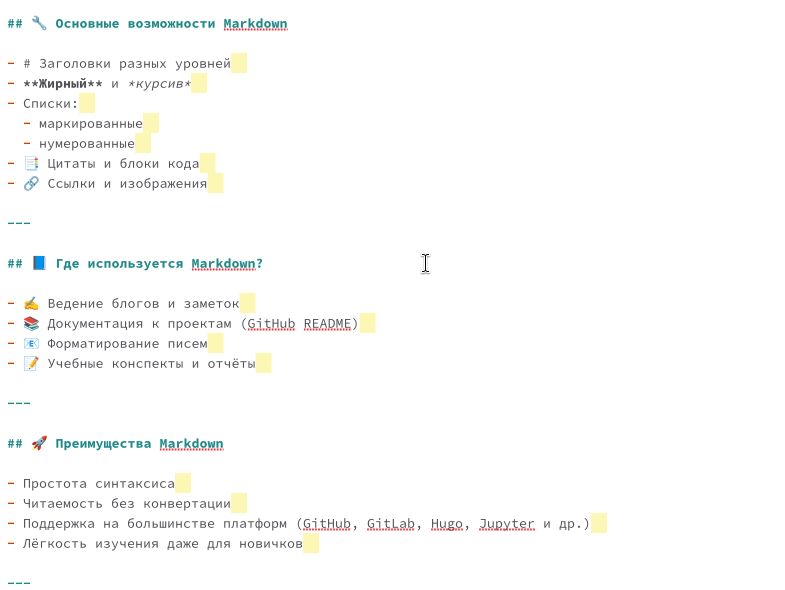 ## 🔧 Основные возможности Markdown
- # Заголовки разных уровней
- **Жирный** и *курсив*
- Списки:
  - маркированные
  - нумерованные
- 📑 Цитаты и блоки кода
- 🔗 Ссылки и изображения
---
## 📘 Где используется Markdown?
- ✍️ Ведение блогов и заметок
- 📚 Документация к проектам (GitHub README)
- 📧 Форматирование писем
- 📝 Учебные конспекты и отчёты
---
## 🚀 Преимущества Markdown
- Простота синтаксиса
- Читаемость без конвертации
- Поддержка на большинстве платформ (GitHub, GitLab, Hugo, Jupyter и др.)
- Лёгкость изучения даже для новичков
---